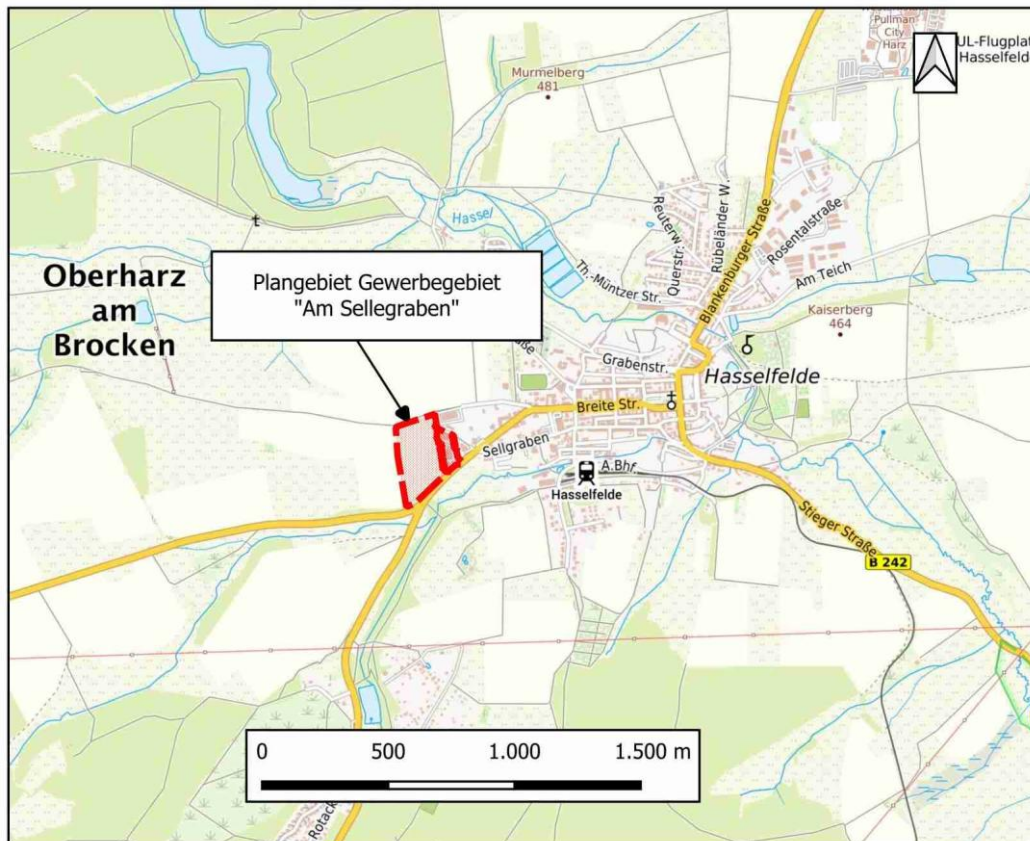 Pullman
City
Harz
UL-Flugplat
Hasselfeld
Murmelberg
481
Hasse
Reuterw.
Querstr.
Rübeländer W.
Blankenburger Straße
Rosentalstraße
Am Teich
Th.-Müntzer Str.
Kaiserberg
464
Oberharz
am
Brocken
Plangebiet Gewerbegebiet
"Am Sellegraben"
Grabenstr.
Hasselfelde
Breite Str.
Sellgraben
A.Bhf.
Hasselfelde
Stieger Straße
B 242
0 500 1.000 1.500 m
Rotack